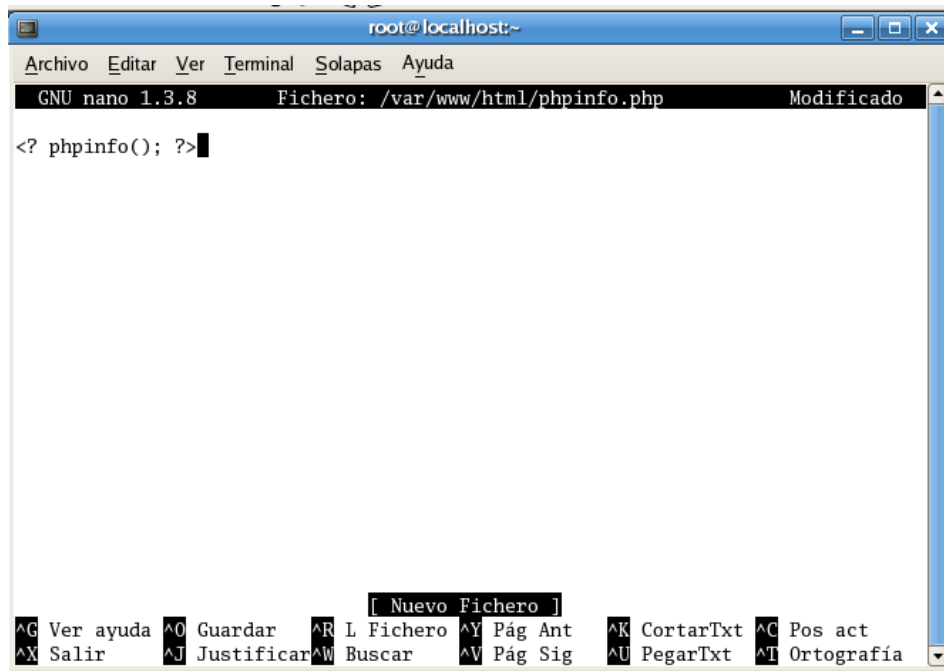 root@localhost:~
Archivo Editar Ver Terminal Solapas Ayuda
GNU nano 1.3.8 Fichero: /var/www/html/phpinfo.php Modificado
<? phpinfo(); ?>
[ Nuevo Fichero ]
^G Ver ayuda ^O Guardar ^R L Fichero ^Y Pág Ant ^K CortarTxt ^C Pos act
^X Salir ^J Justificar^W Buscar ^V Pág Sig ^U PegarTxt ^T Ortografía